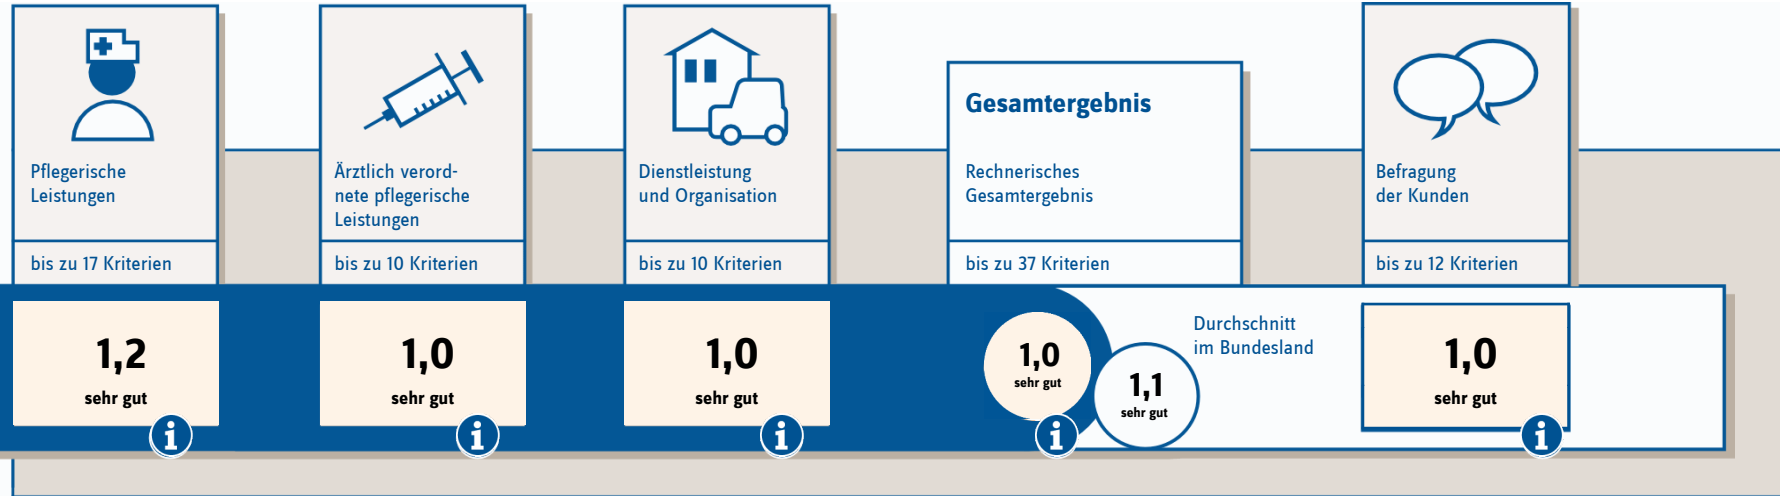 Pflegerische
Leistungen
bis zu 17 Kriterien
1,2
sehr gut
i
Ärztlich verord-
nete pflegerische
Leistungen
bis zu 10 Kriterien
1,0
sehr gut
i
Dienstleistung
und Organisation
bis zu 10 Kriterien
1,0
sehr gut
i
Gesamtergebnis
Rechnerisches
Gesamtergebnis
bis zu 37 Kriterien
1,0
sehr gut
i
Durchschnitt
im Bundesland
1,1
sehr gut
Befragung
der Kunden
bis zu 12 Kriterien
1,0
sehr gut
i